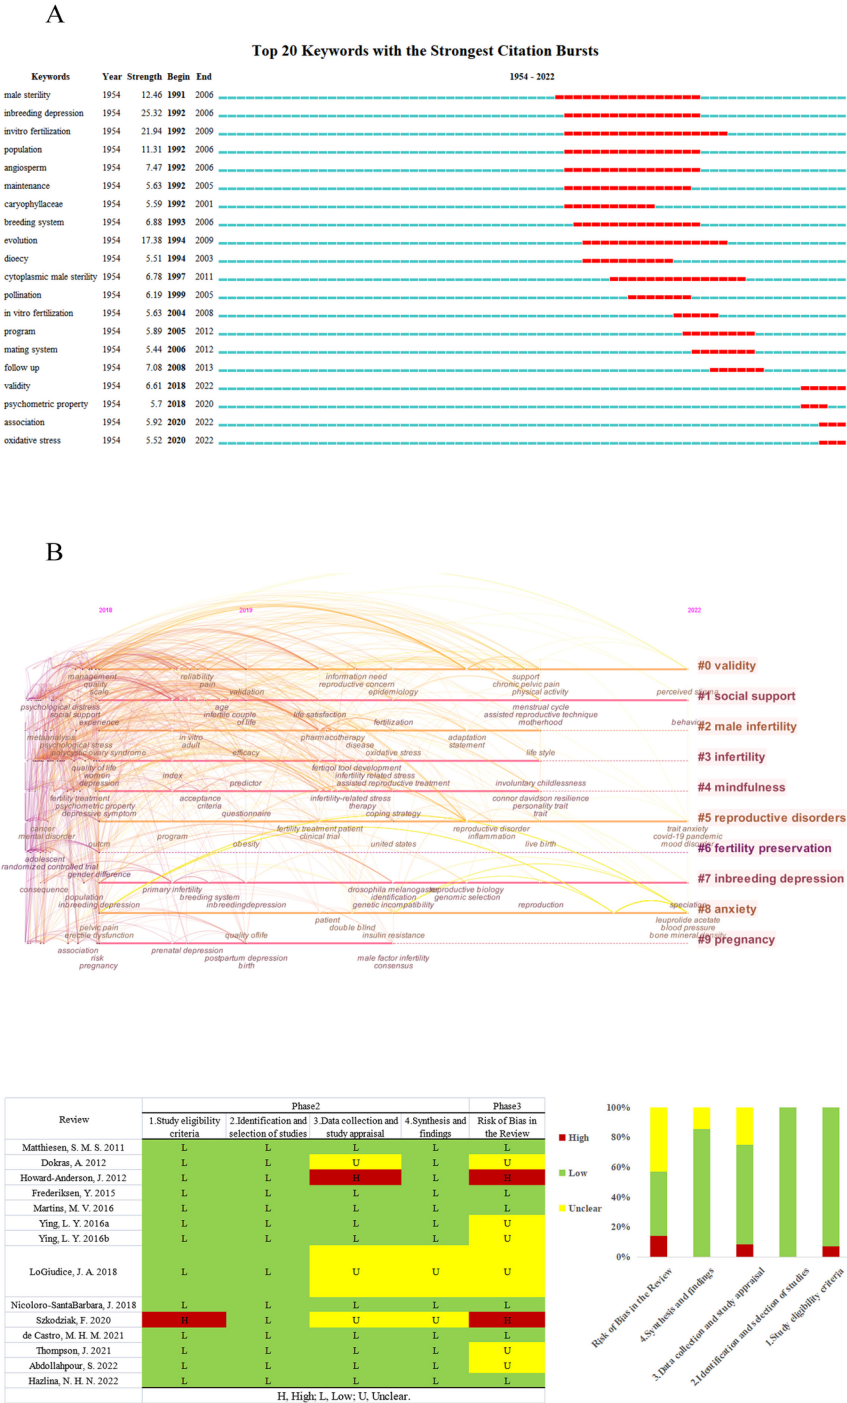 A
Top 20 Keywords with the Strongest Citation Bursts
Keywords Year Strength Begin End 1954 - 2022
male sterility 1954 12.46 1991 2006
inbreeding depression 1954 25.32 1992 2006
invitro fertilization 1954 21.94 1992 2009
population 1954 11.31 1992 2006
angiosperm 1954 7.47 1992 2006
maintenance 1954 5.63 1992 2005
caryophyllaceae 1954 5.59 1992 2001
breeding system 1954 6.88 1993 2006
evolution 1954 17.38 1994 2009
dioecy 1954 5.51 1994 2003
cytoplasmic male sterility 1954 6.78 1997 2011
pollination 1954 6.19 1999 2005
in vitro fertilization 1954 5.63 2004 2008
program 1954 5.89 2005 2012
mating system 1954 5.44 2006 2012
follow up 1954 7.08 2008 2013
validity 1954 6.61 2018 2022
psychometric property 1954 5.7 2018 2020
association 1954 5.92 2020 2022
oxidative stress 1954 5.52 2020 2022
B
2018 2019 2022
#0 validity
management reliability information need support
quality pain reproductive concern chronic pelvic pain
scale validation epidemiology physical activity perceived
#1 social support
psychological distress age menstrual cycle
social support infertile couple life satisfaction assisted reproductive technique
experience of life fertilization motherhood behavior
#2 male infertility
metaanalysis in vitro pharmacotherapy adaptation
psychological stress adult disease statement
polycystic ovary syndrome efficacy oxidative stress life style
#3 infertility
quality of life fertiqol tool-development
women index infertility related stress
depression predictor assisted reproductive treatment involuntary childlessness
#4 mindfulness
fertility treatment acceptance infertility-related stress connor davidson resilience
psychometric property criteria therapy personality trait
depressive symptom questionnaire coping strategy trait
#5 reproductive disorders
cancer fertility treatment patient reproductive disorder trait anxiety
mental disorder program clinical trial inflammation covid-19 pandemic
outcm obesity united states live birth mood disorder
#6 fertility preservation
adolescent
randomized controlled trial
gender difference
#7 inbreeding depression
consequence primary infertility drosophila melanogaster reproductive biology
population breeding system identification genomic selection
inbreeding depression inbreedingdepression genetic incompatibility reproduction speciation
#8 anxiety
patient leuprolide acetate
pelvic pain double blind blood pressure
erectile dysfunction quality oflife insulin resistance bone mineral density
#9 pregnancy
association prenatal depression
risk postpartum depression male factor infertility
pregnancy birth consensus
Review Phase2 Phase3
1.Study eligibility criteria 2.Identification and selection of studies 3.Data collection and study appraisal 4.Synthesis and findings Risk of Bias in the Review
Matthiesen, S. M. S. 2011 L L L L L
Dokras, A. 2012 L L U L U
Howard-Anderson, J. 2012 L L H L H
Frederiksen, Y. 2015 L L L L L
Martins, M. V. 2016 L L L L L
Ying, L. Y. 2016a L L L L U
Ying, L. Y. 2016b L L L L U
LoGiudice, J. A. 2018 L L U U U
Nicoloro-SantaBarbara, J. 2018 L L L L L
Szkodziak, F. 2020 H L U U H
de Castro, M. H. M. 2021 L L L L L
Thompson, J. 2021 L L L L U
Abdollahpour, S. 2022 L L L L U
Hazlina, N. H. N. 2022 L L L L L
H, High; L, Low; U, Unclear.
High
Low
Unclear
100%
80%
60%
40%
20%
0%
Risk of Bias in the Review
4.Synthesis and findings
3.Data collection and study appraisal
2.Identification and selection of studies
1.Study eligibility criteria